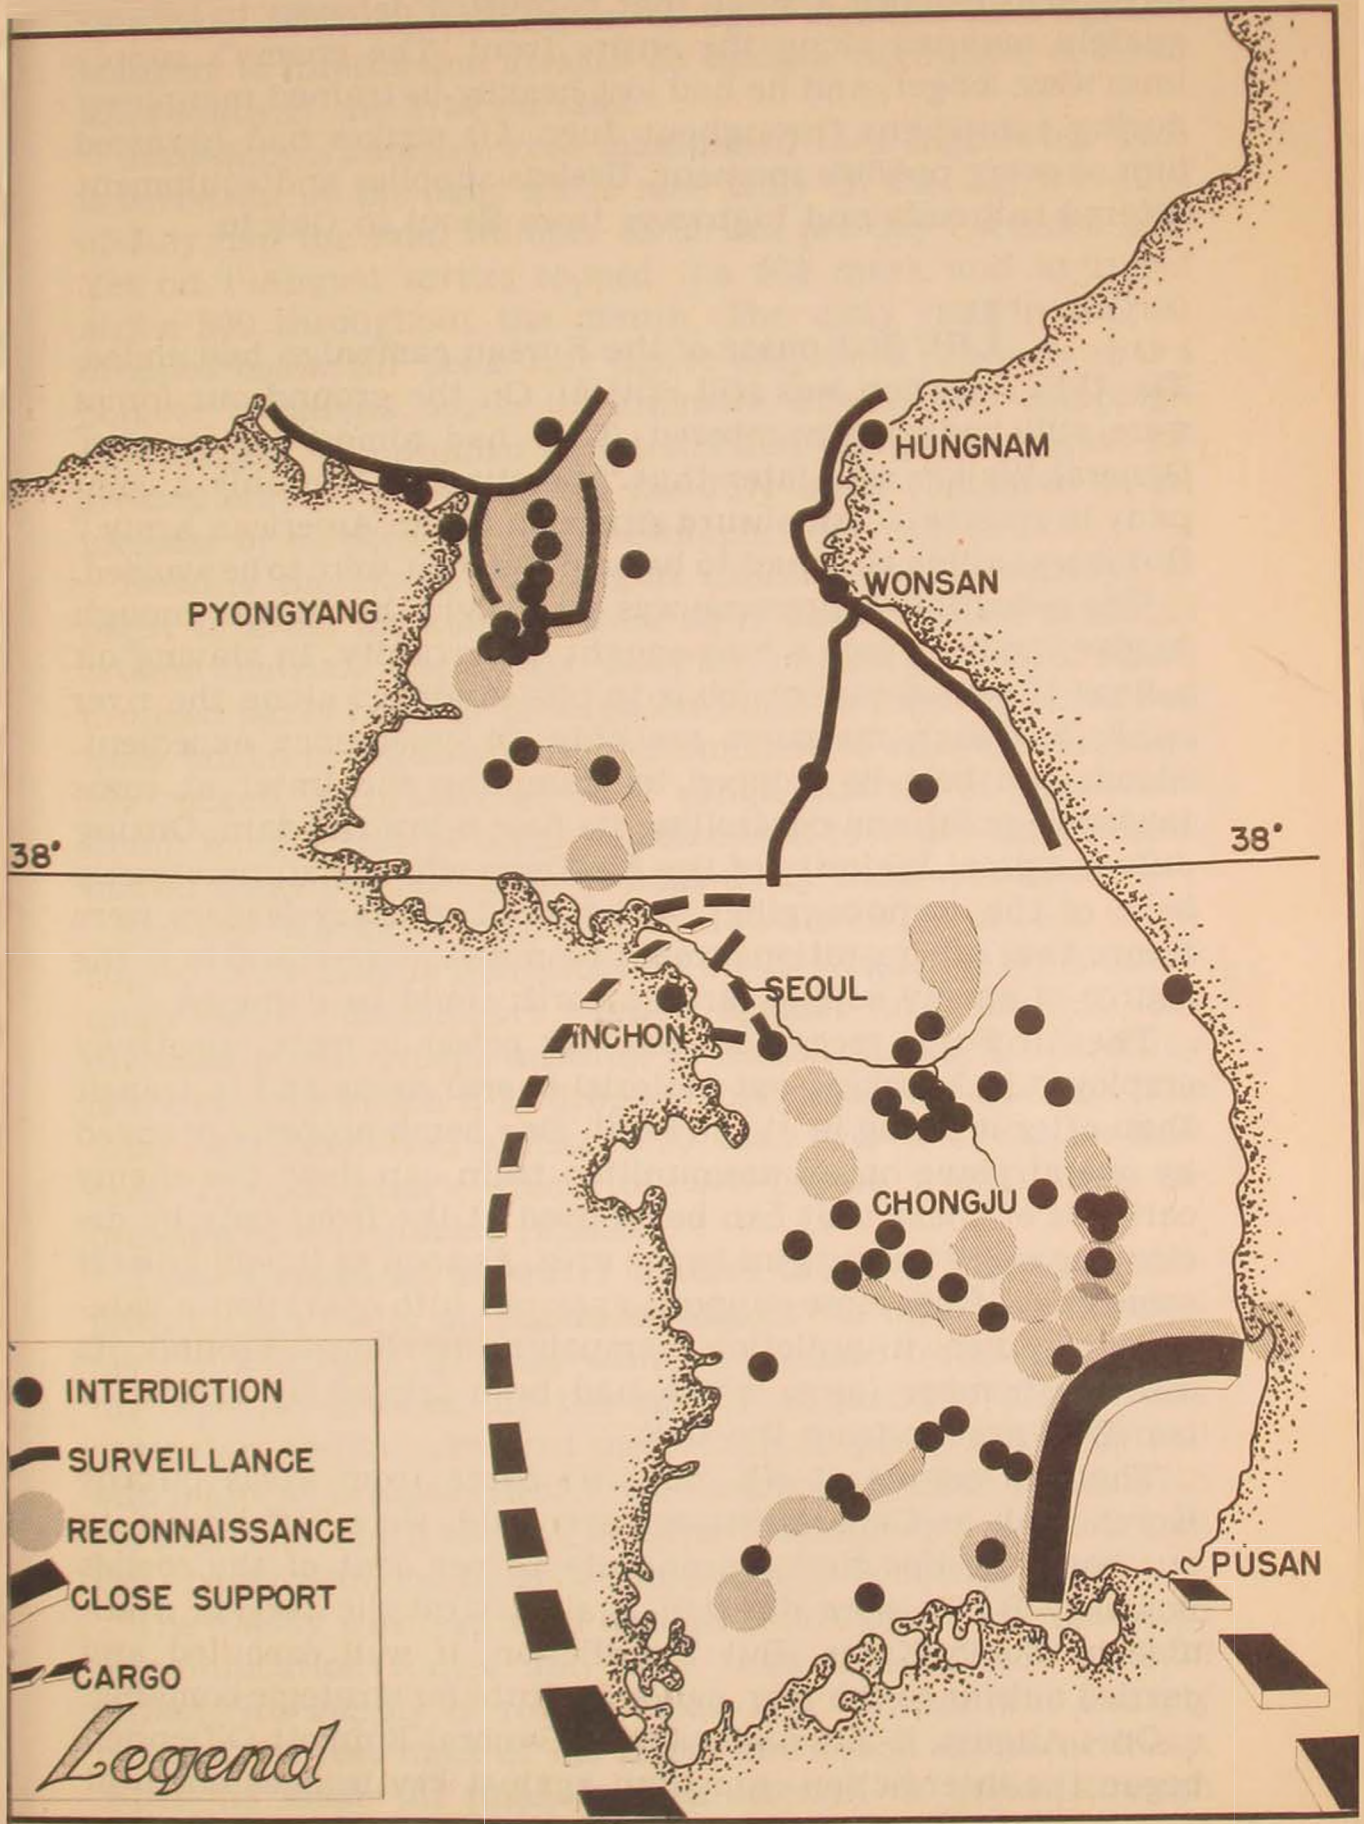 HUNGNAM
WONSAN
PYONGYANG
38°
38°
SEOUL
INCHON
CHONGJU
INTERDICTION
SURVEILLANCE
RECONNAISSANCE
CLOSE SUPPORT
CARGO
Legend
PUSAN